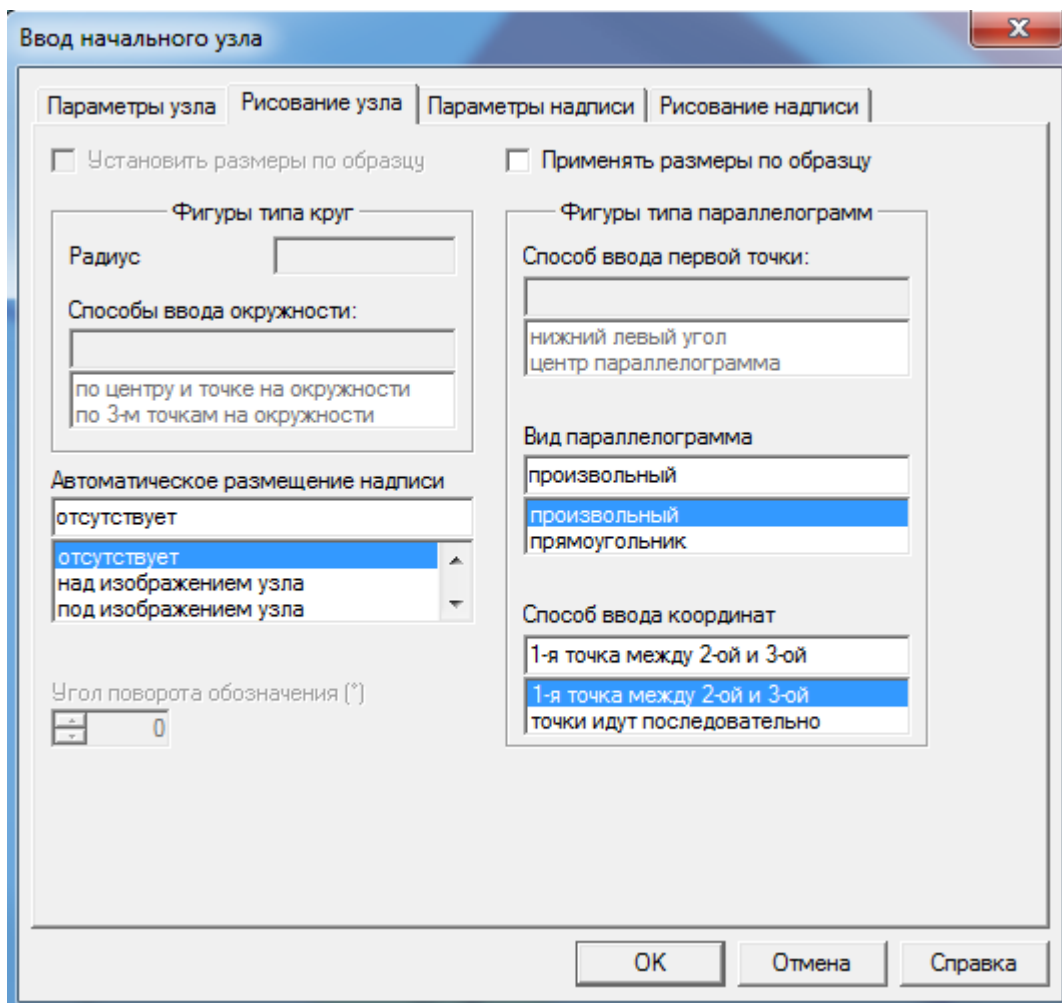 Ввод начального узла
Параметры узла
Рисование узла
Параметры надписи
Рисование надписи
Установить размеры по образцу
Применять размеры по образцу
Фигуры типа круг
Радиус
Способы ввода окружности:
по центру и точке на окружности
по 3-м точкам на окружности
Автоматическое размещение надписи
отсутствует
отсутствует
над изображением узла
под изображением узла
Угол поворота обозначения (°)
0
Фигуры типа параллелограмм
Способ ввода первой точки:
нижний левый угол
центр параллелограмма
Вид параллелограмма
произвольный
произвольный
прямоугольник
Способ ввода координат
1-я точка между 2-ой и 3-ой
1-я точка между 2-ой и 3-ой
точки идут последовательно
OK
Отмена
Справка